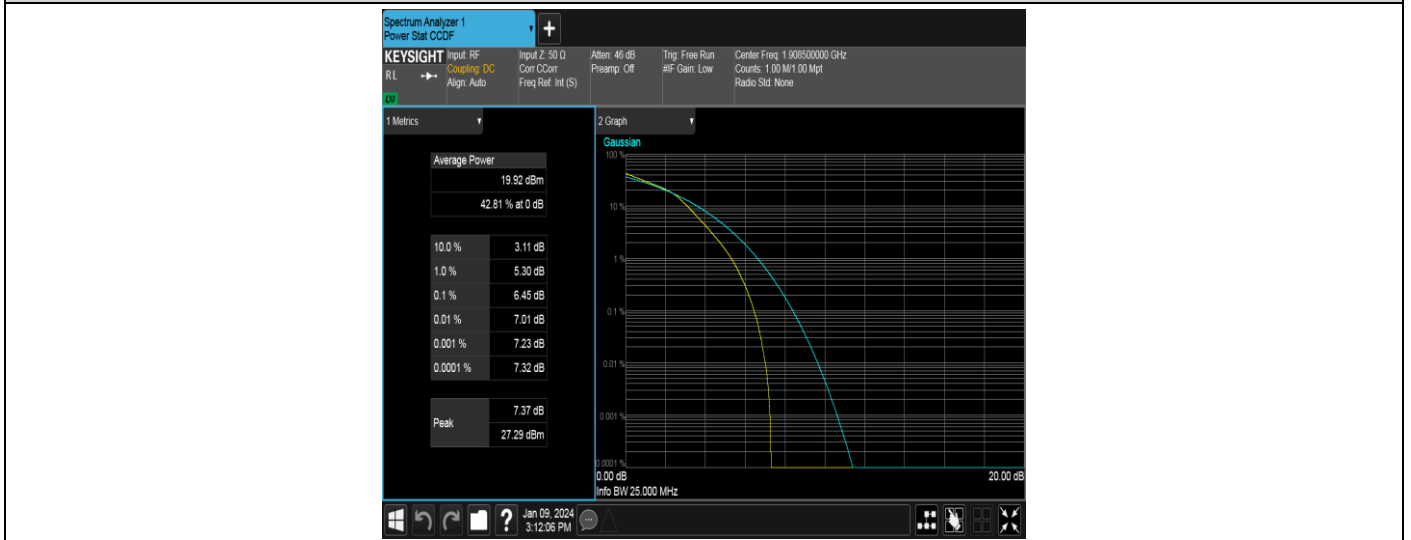 Spectrum Analyzer 1
Power Stat CCDF
+
KEYSIGHT Input: RF Input Z: 50 Ω Atten: 46 dB Trig: Free Run Center Freq: 1.908500000 GHz
RL Coupling: DC Corr CCorr Preamp: Off #IF Gain: Low Counts: 1.00 M/1.00 Mpt
Align: Auto Freq Ref: Int (S) Radio Std: None
1 Metrics
Average Power
19.92 dBm
42.81 % at 0 dB
10.0 % 3.11 dB
1.0 % 5.30 dB
0.1 % 6.45 dB
0.01 % 7.01 dB
0.001 % 7.23 dB
0.0001 % 7.32 dB
Peak
7.37 dB
27.29 dBm
2 Graph
Gaussian
100 %
10 %
1 %
0.1 %
0.01 %
0.001 %
0.0001 %
0.00 dB 20.00 dB
Info BW 25.000 MHz
? Jan 09, 2024
3:12:06 PM